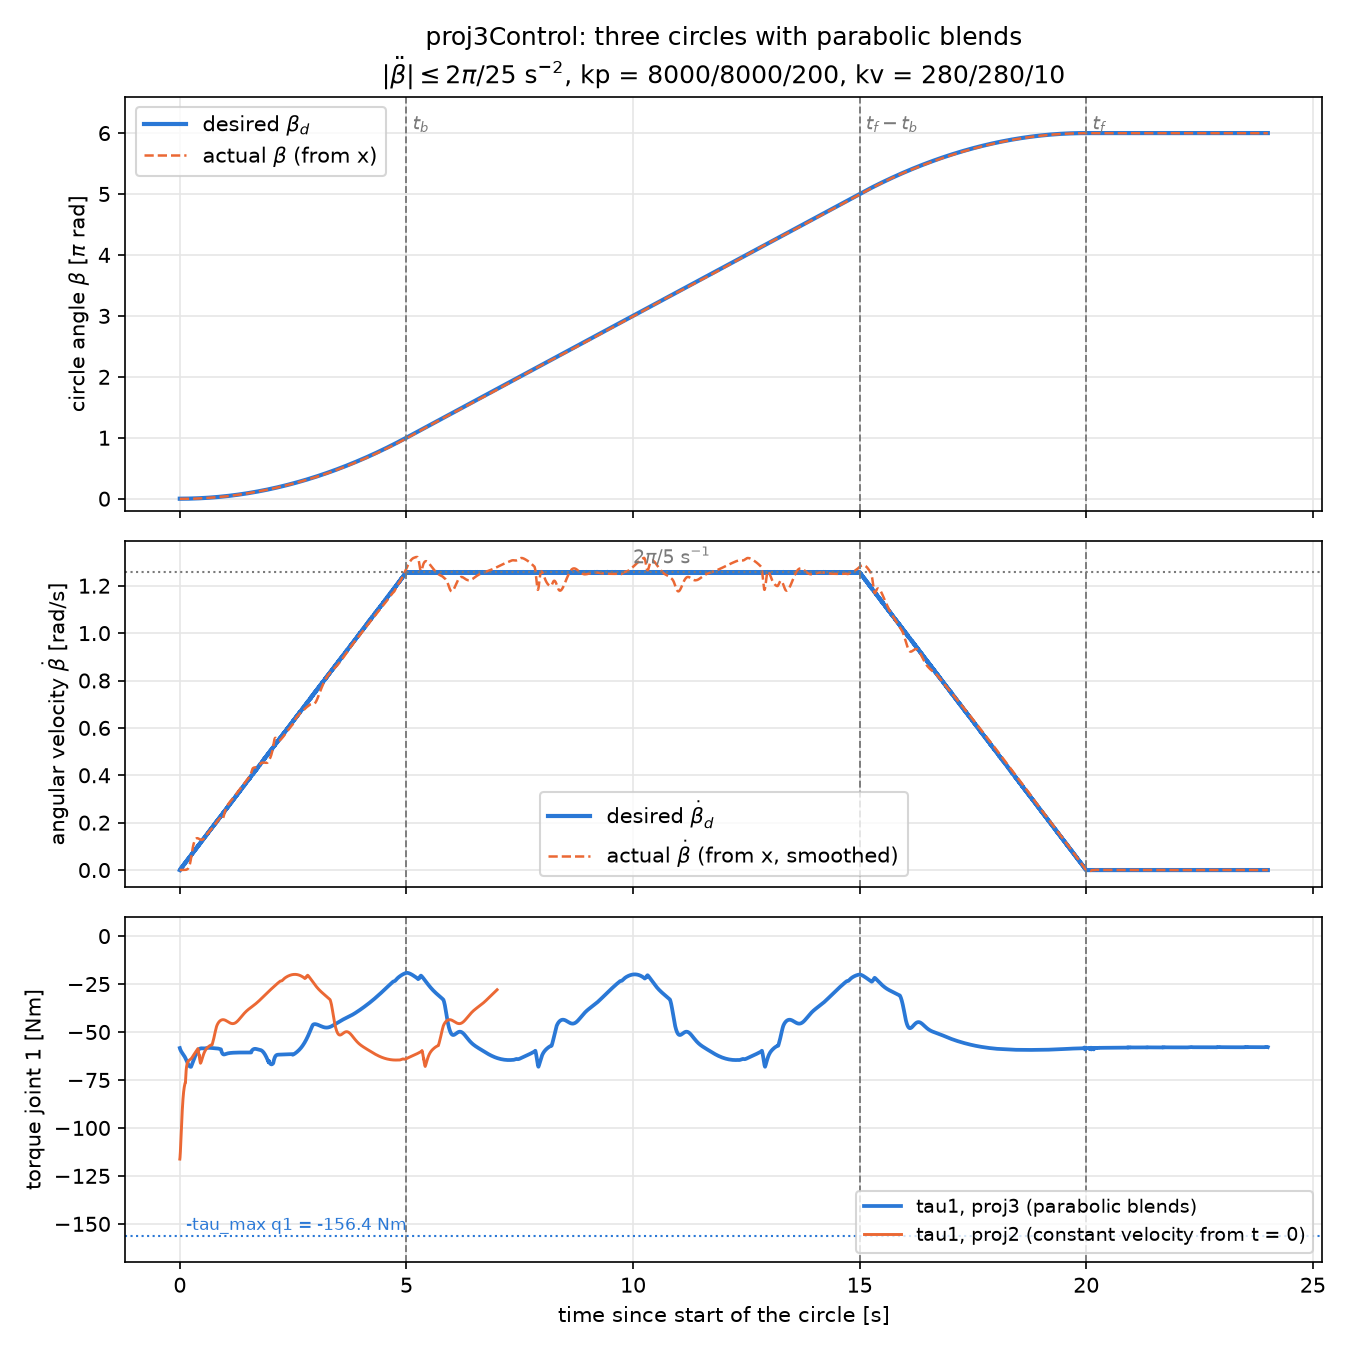 proj3Control: three circles with parabolic blends
|β̈| ≤ 2π/25 s⁻², kp = 8000/8000/200, kv = 280/280/10
desired β_d
actual β (from x)
t_b
t_f − t_b
t_f
circle angle β [π rad]
6
5
4
3
2
1
0
2π/5 s⁻¹
angular velocity β̇ [rad/s]
1.2
1.0
0.8
0.6
0.4
0.2
0.0
desired β̇_d
actual β̇ (from x, smoothed)
torque joint 1 [Nm]
0
−25
−50
−75
−100
−125
−150
-tau_max q1 = -156.4 Nm
tau1, proj3 (parabolic blends)
tau1, proj2 (constant velocity from t = 0)
0 5 10 15 20 25
time since start of the circle [s]